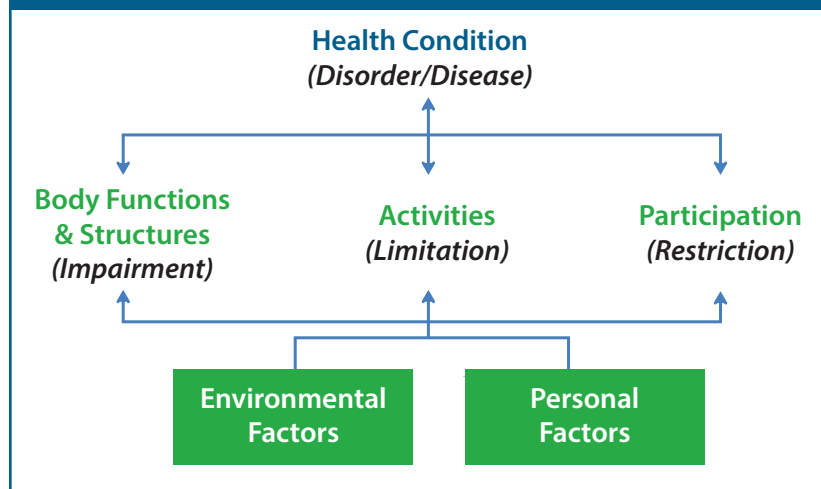 Health Condition
(Disorder/Disease)
Body Functions
& Structures
(Impairment)
Activities
(Limitation)
Participation
(Restriction)
Environmental
Factors
Personal
Factors